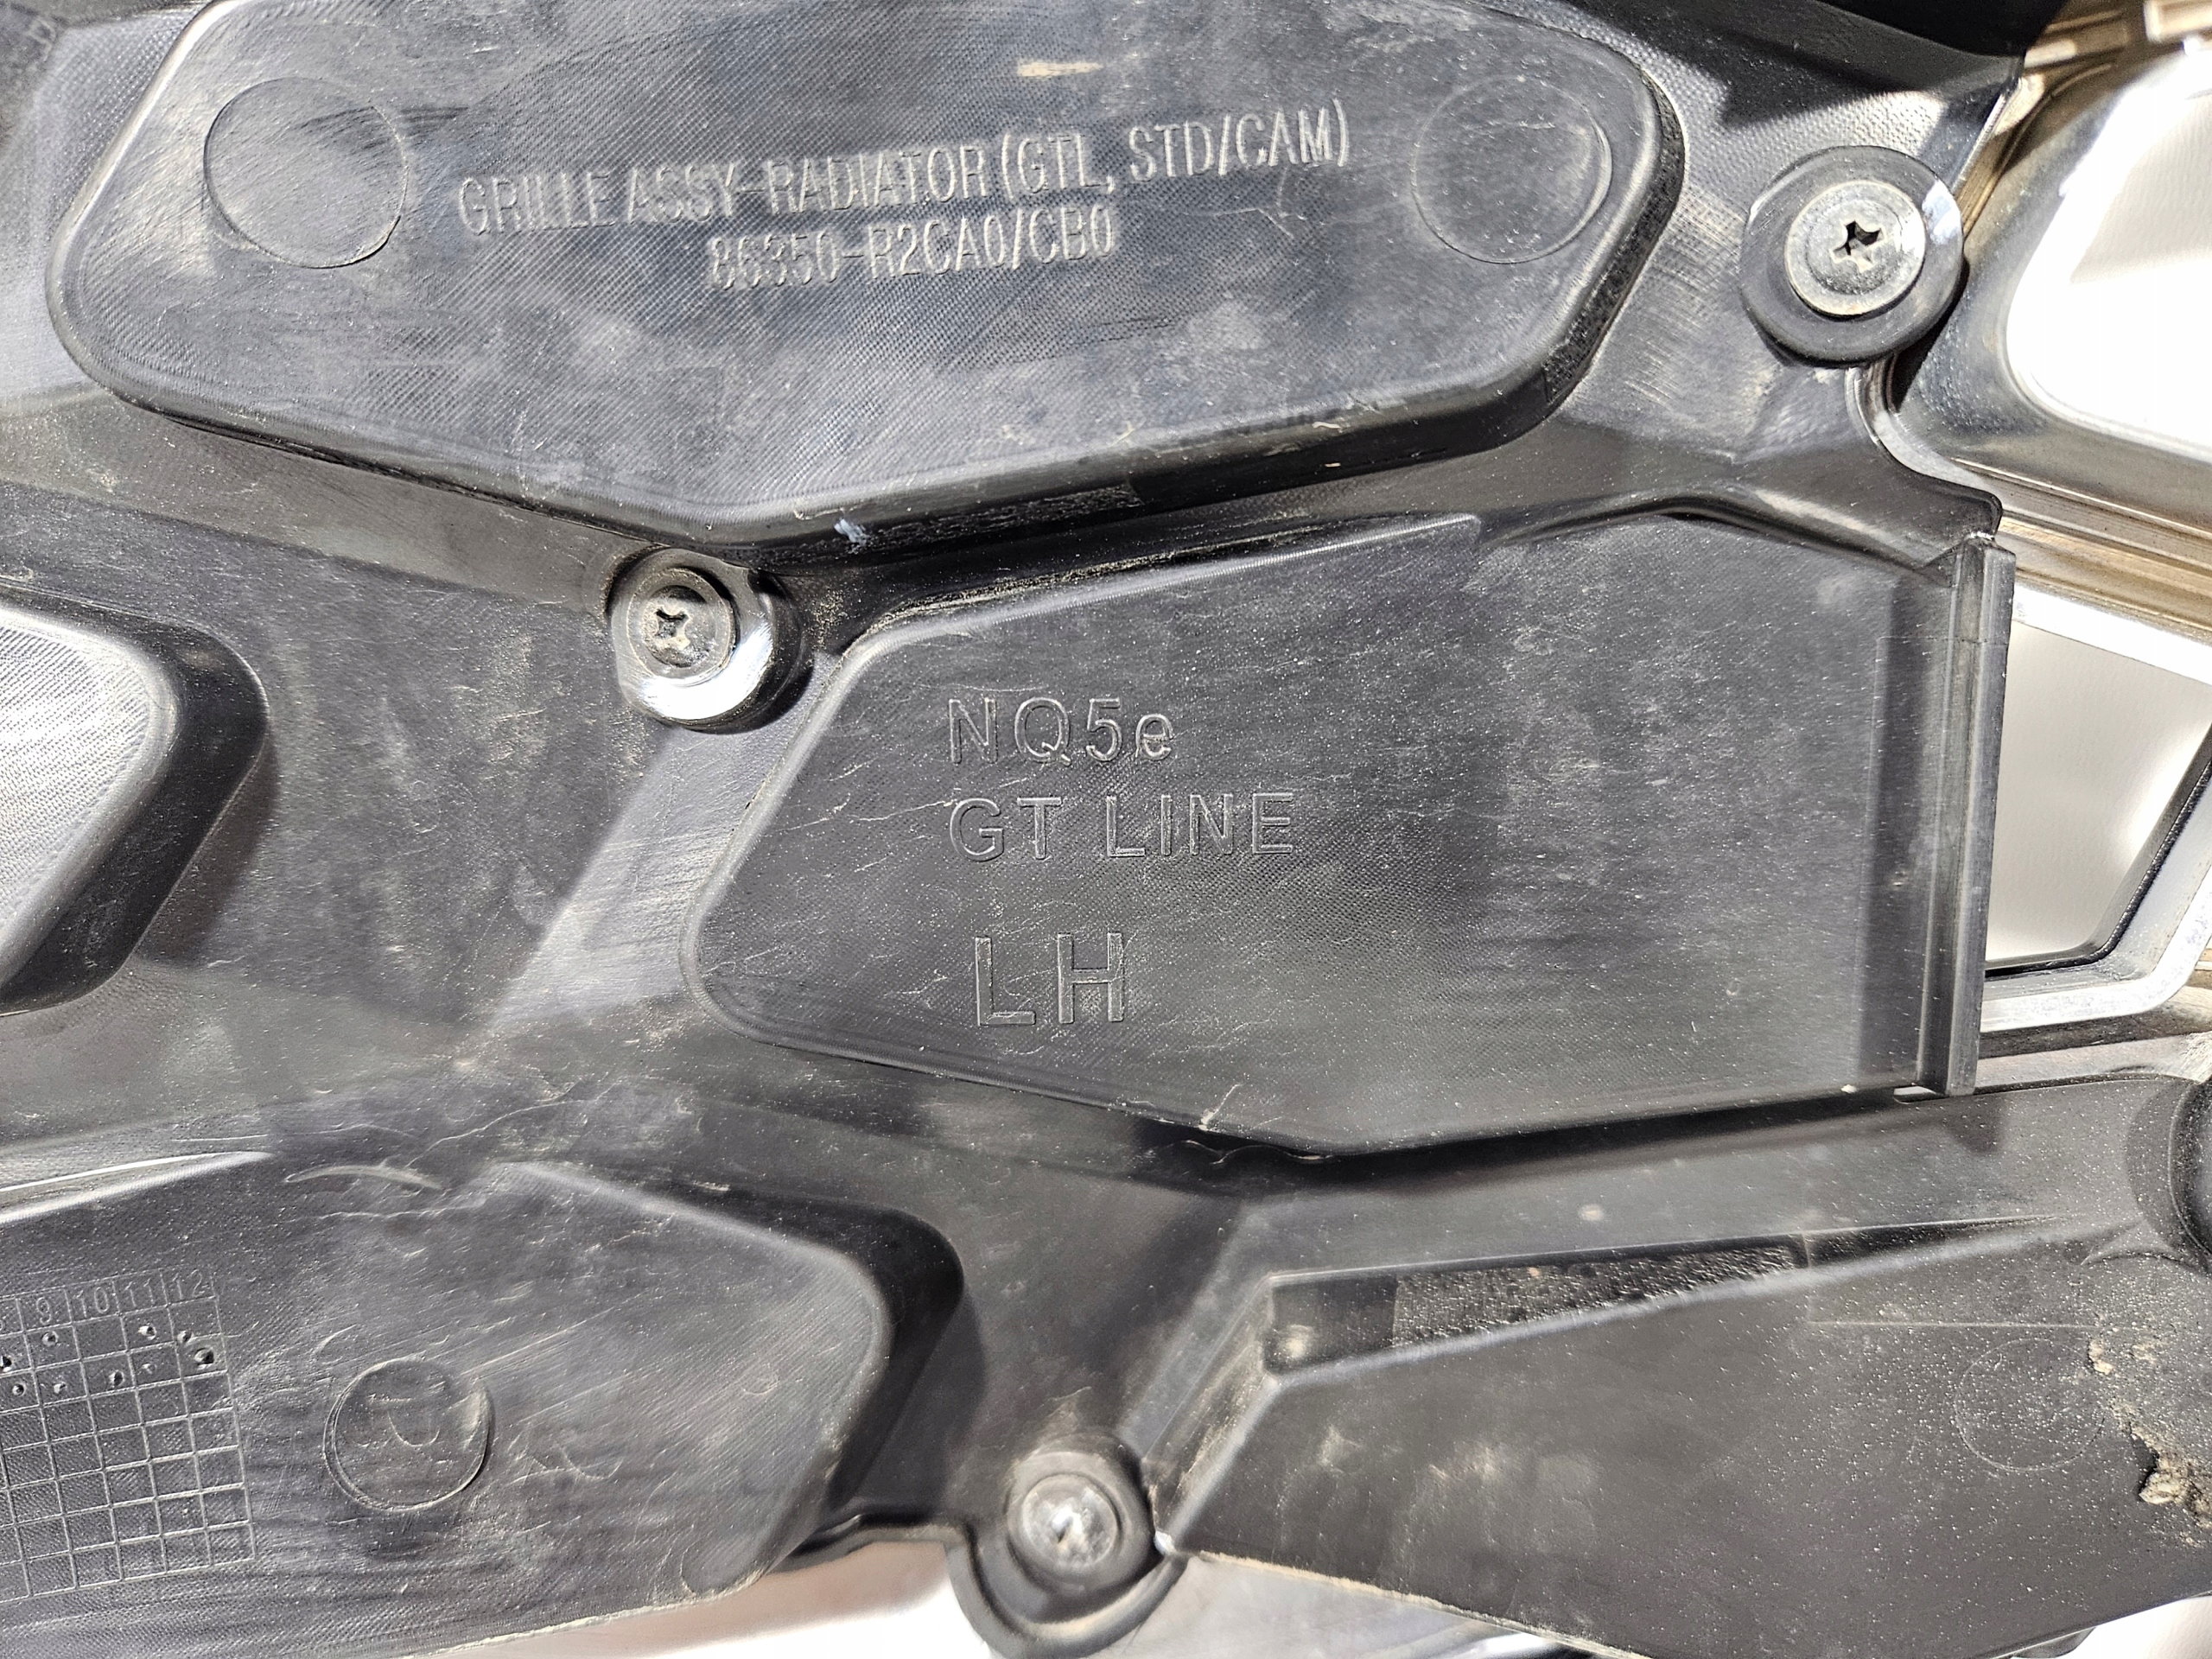 GRILLE ASSY-RADIATOR (GTL, STD/CAM)
86350-R2CA0/CB0
NQ5e
GT LINE
LH
9 10 11 12